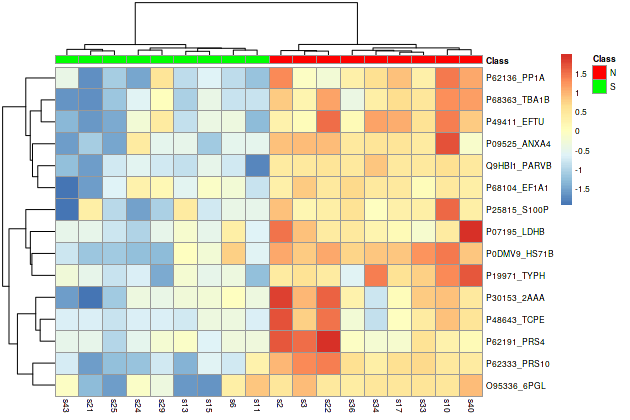 Class
Class
N
S
1.5
1
0.5
0
-0.5
-1
-1.5
P62136_PP1A
P68363_TBA1B
P49411_EFTU
P09525_ANXA4
Q9HBI1_PARVB
P68104_EF1A1
P25815_S100P
P07195_LDHB
P0DMV9_HS71B
P19971_TYPH
P30153_2AAA
P48643_TCPE
P62191_PRS4
P62333_PRS10
O95336_6PGL
s43 s21 s25 s24 s29 s13 s15 s6 s11 s2 s3 s22 s36 s34 s17 s33 s10 s40